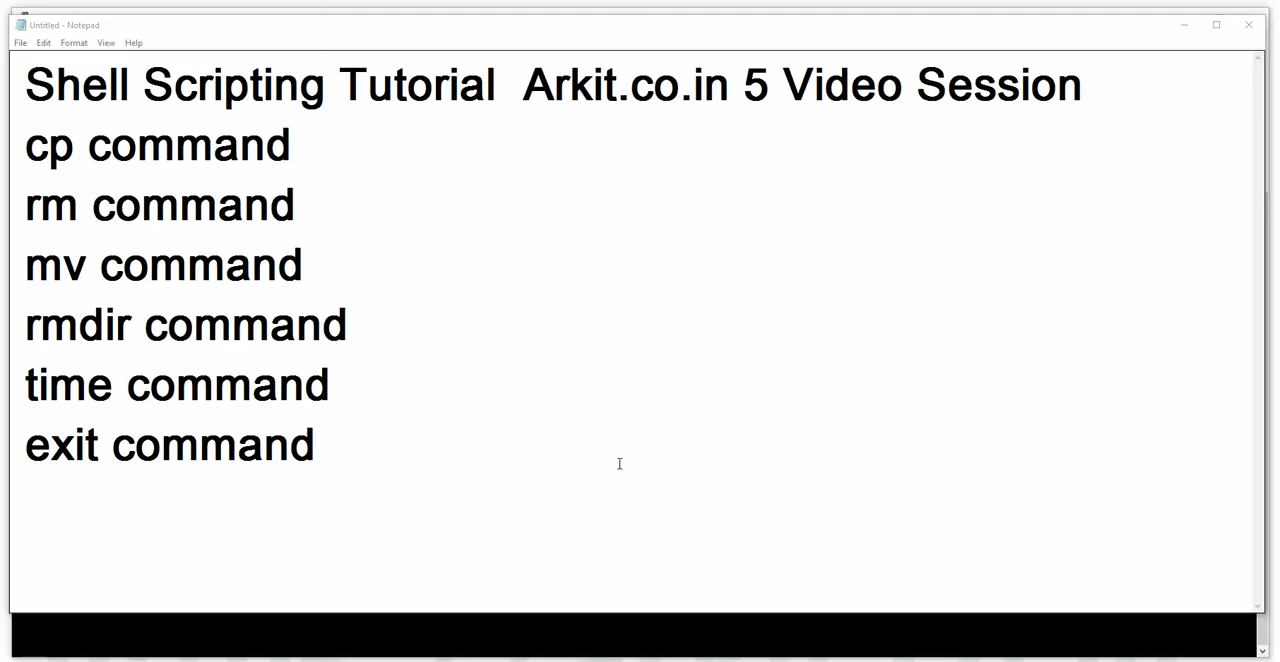 Untitled - Notepad
File Edit Format View Help
Shell Scripting Tutorial  Arkit.co.in 5 Video Session
cp command
rm command
mv command
rmdir command
time command
exit command